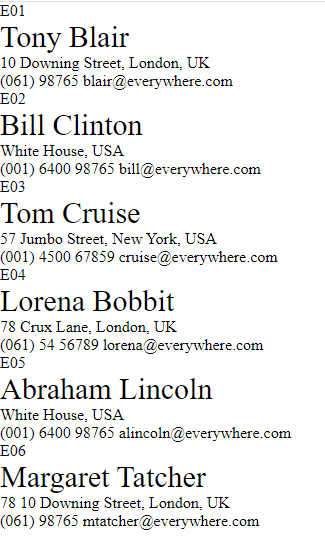 E01
Tony Blair
10 Downing Street, London, UK
(061) 98765 blair@everywhere.com
E02
Bill Clinton
White House, USA
(001) 6400 98765 bill@everywhere.com
E03
Tom Cruise
57 Jumbo Street, New York, USA
(001) 4500 67859 cruise@everywhere.com
E04
Lorena Bobbit
78 Crux Lane, London, UK
(061) 54 56789 lorena@everywhere.com
E05
Abraham Lincoln
White House, USA
(001) 6400 98765 alincoln@everywhere.com
E06
Margaret Tatcher
78 10 Downing Street, London, UK
(061) 98765 mtatcher@everywhere.com